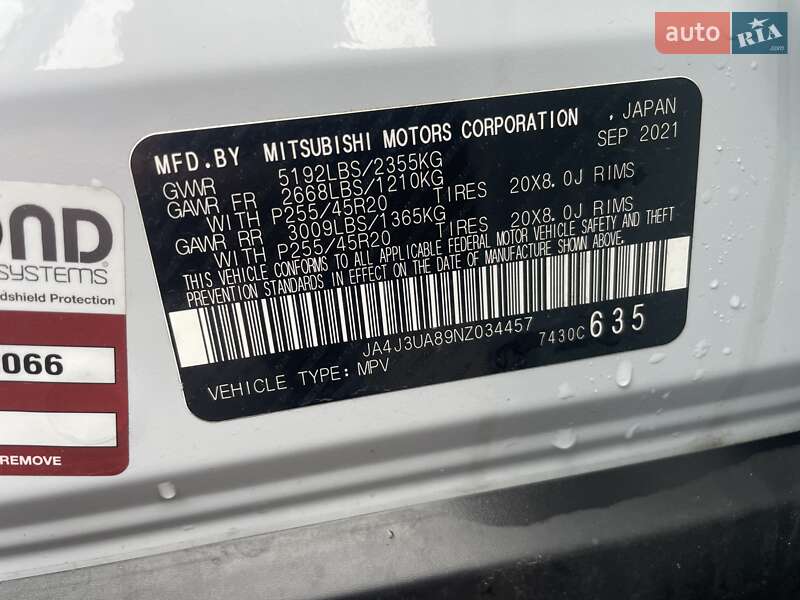 auto RIA.com
MFD.BY MITSUBISHI MOTORS CORPORATION , JAPAN
SEP 2021
GVWR 5192LBS/2355KG
GAWR FR 2668LBS/1210KG
WITH P255/45R20 TIRES 20X8.0J RIMS
GAWR RR 3009LBS/1365KG
WITH P255/45R20 TIRES 20X8.0J RIMS
THIS VEHICLE CONFORMS TO ALL APPLICABLE FEDERAL MOTOR VEHICLE SAFETY AND THEFT
PREVENTION STANDARDS IN EFFECT ON THE DATE OF MANUFACTURE SHOWN ABOVE.
JA4J3UA89NZ034457 7430C 635
VEHICLE TYPE: MPV
OND
SYSTEMS®
dshield Protection
066
REMOVE